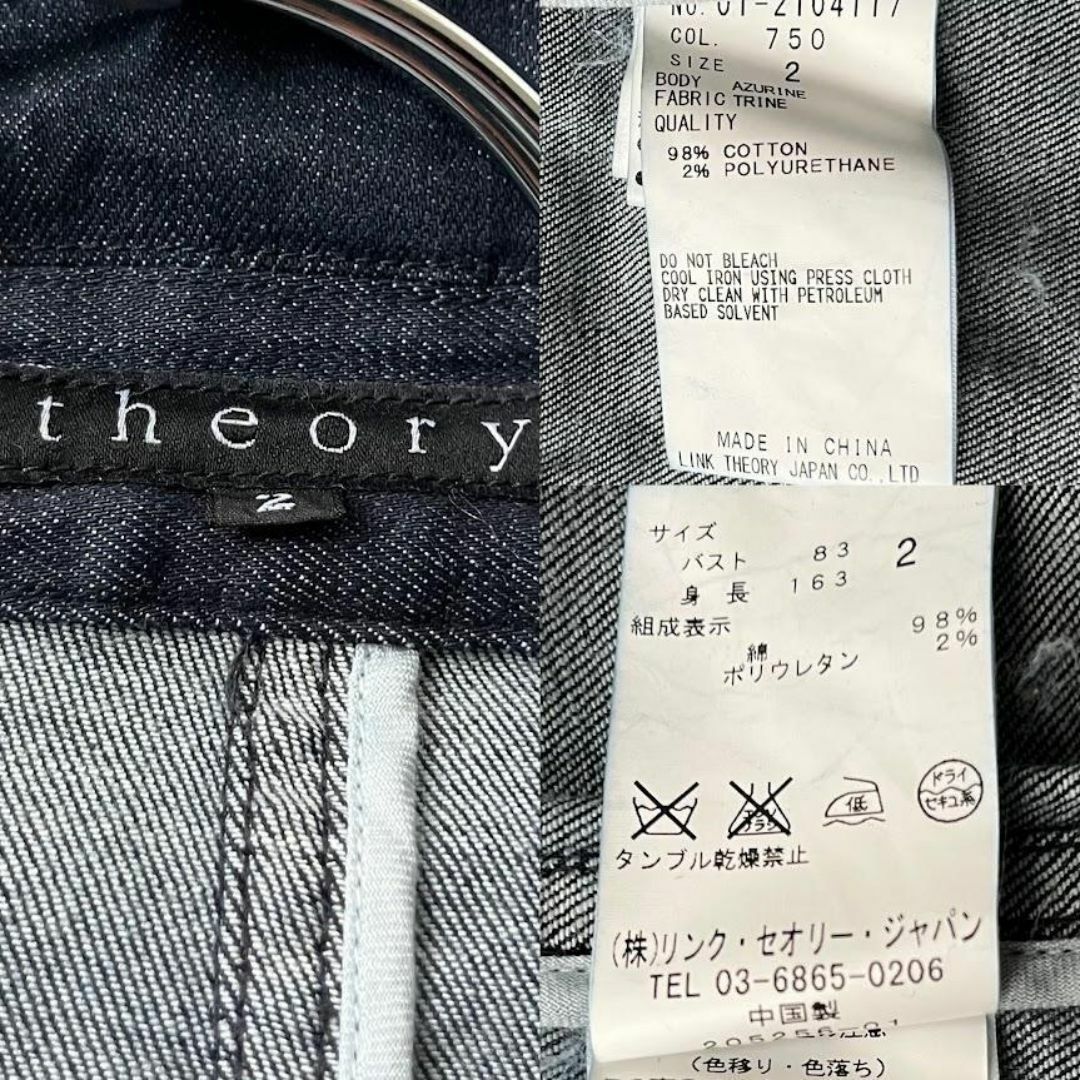 theory
2
NO. 01-2104117
COL. 750
SIZE 2
BODY AZURINE
FABRIC TRINE
QUALITY
98% COTTON
2% POLYURETHANE
DO NOT BLEACH
COOL IRON USING PRESS CLOTH
DRY CLEAN WITH PETROLEUM
BASED SOLVENT
MADE IN CHINA
LINK THEORY JAPAN CO.,LTD
サイズ
バスト 83 2
身長 163
組成表示
98%
綿 2%
ポリウレタン
低
ドライ
セキユ系
タンブル乾燥禁止
(株)リンク・セオリー・ジャパン
TEL 03-6865-0206
中国製
(色移り・色落ち)